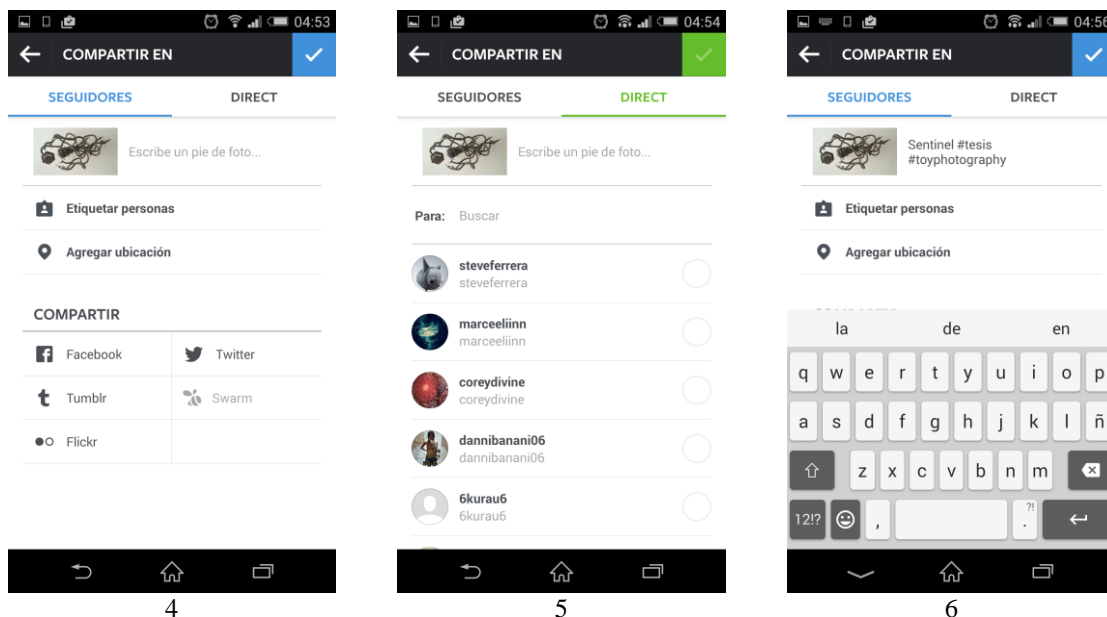 04:53
COMPARTIR EN
SEGUIDORES DIRECT
Escribe un pie de foto...
Etiquetar personas
Agregar ubicación
COMPARTIR
Facebook Twitter
Tumblr Swarm
Flickr
4
04:54
COMPARTIR EN
SEGUIDORES DIRECT
Escribe un pie de foto...
Para: Buscar
steveferrera
steveferrera
marceeliinn
marceeliinn
coreydivine
coreydivine
dannibanani06
dannibanani06
6kurau6
6kurau6
5
04:56
COMPARTIR EN
SEGUIDORES DIRECT
Sentinel #tesis
#toyphotography
Etiquetar personas
Agregar ubicación
la de en
q w e r t y u i o p
a s d f g h j k l ñ
z x c v b n m
12!? , ?! .
6